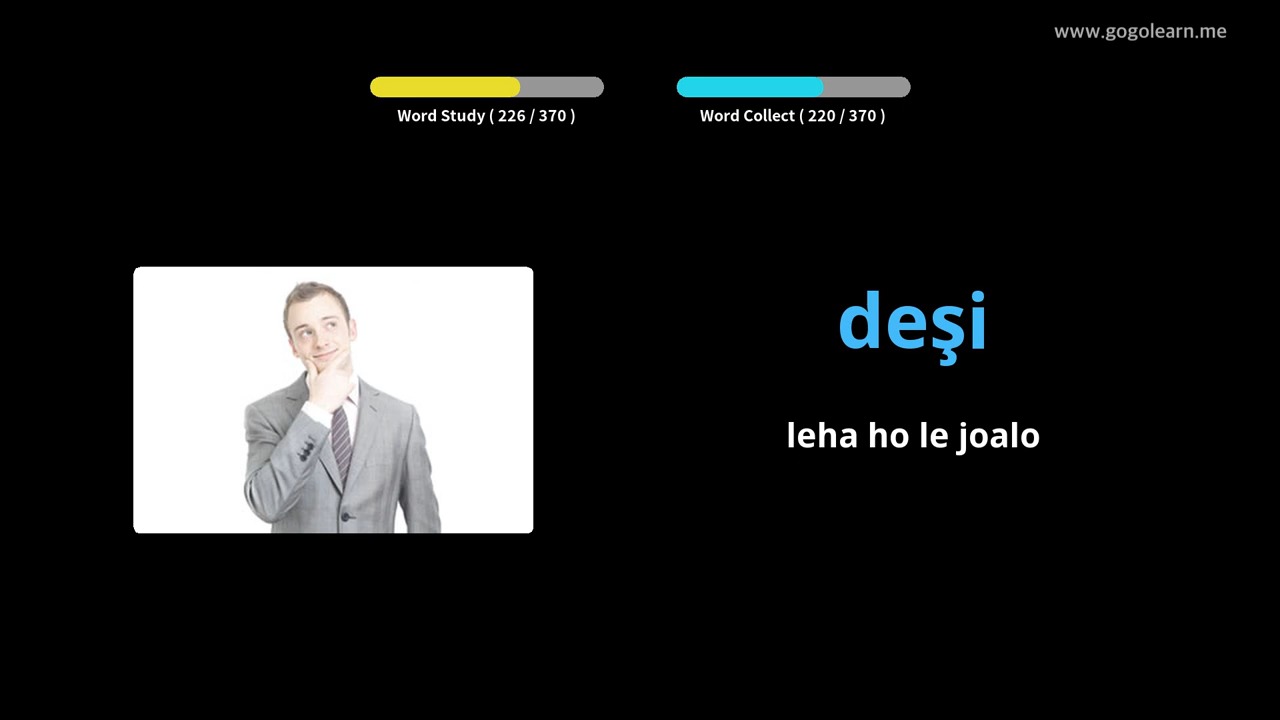 www.gogolearn.me
Word Study ( 226 / 370 )
Word Collect ( 220 / 370 )
deşi
leha ho le joalo